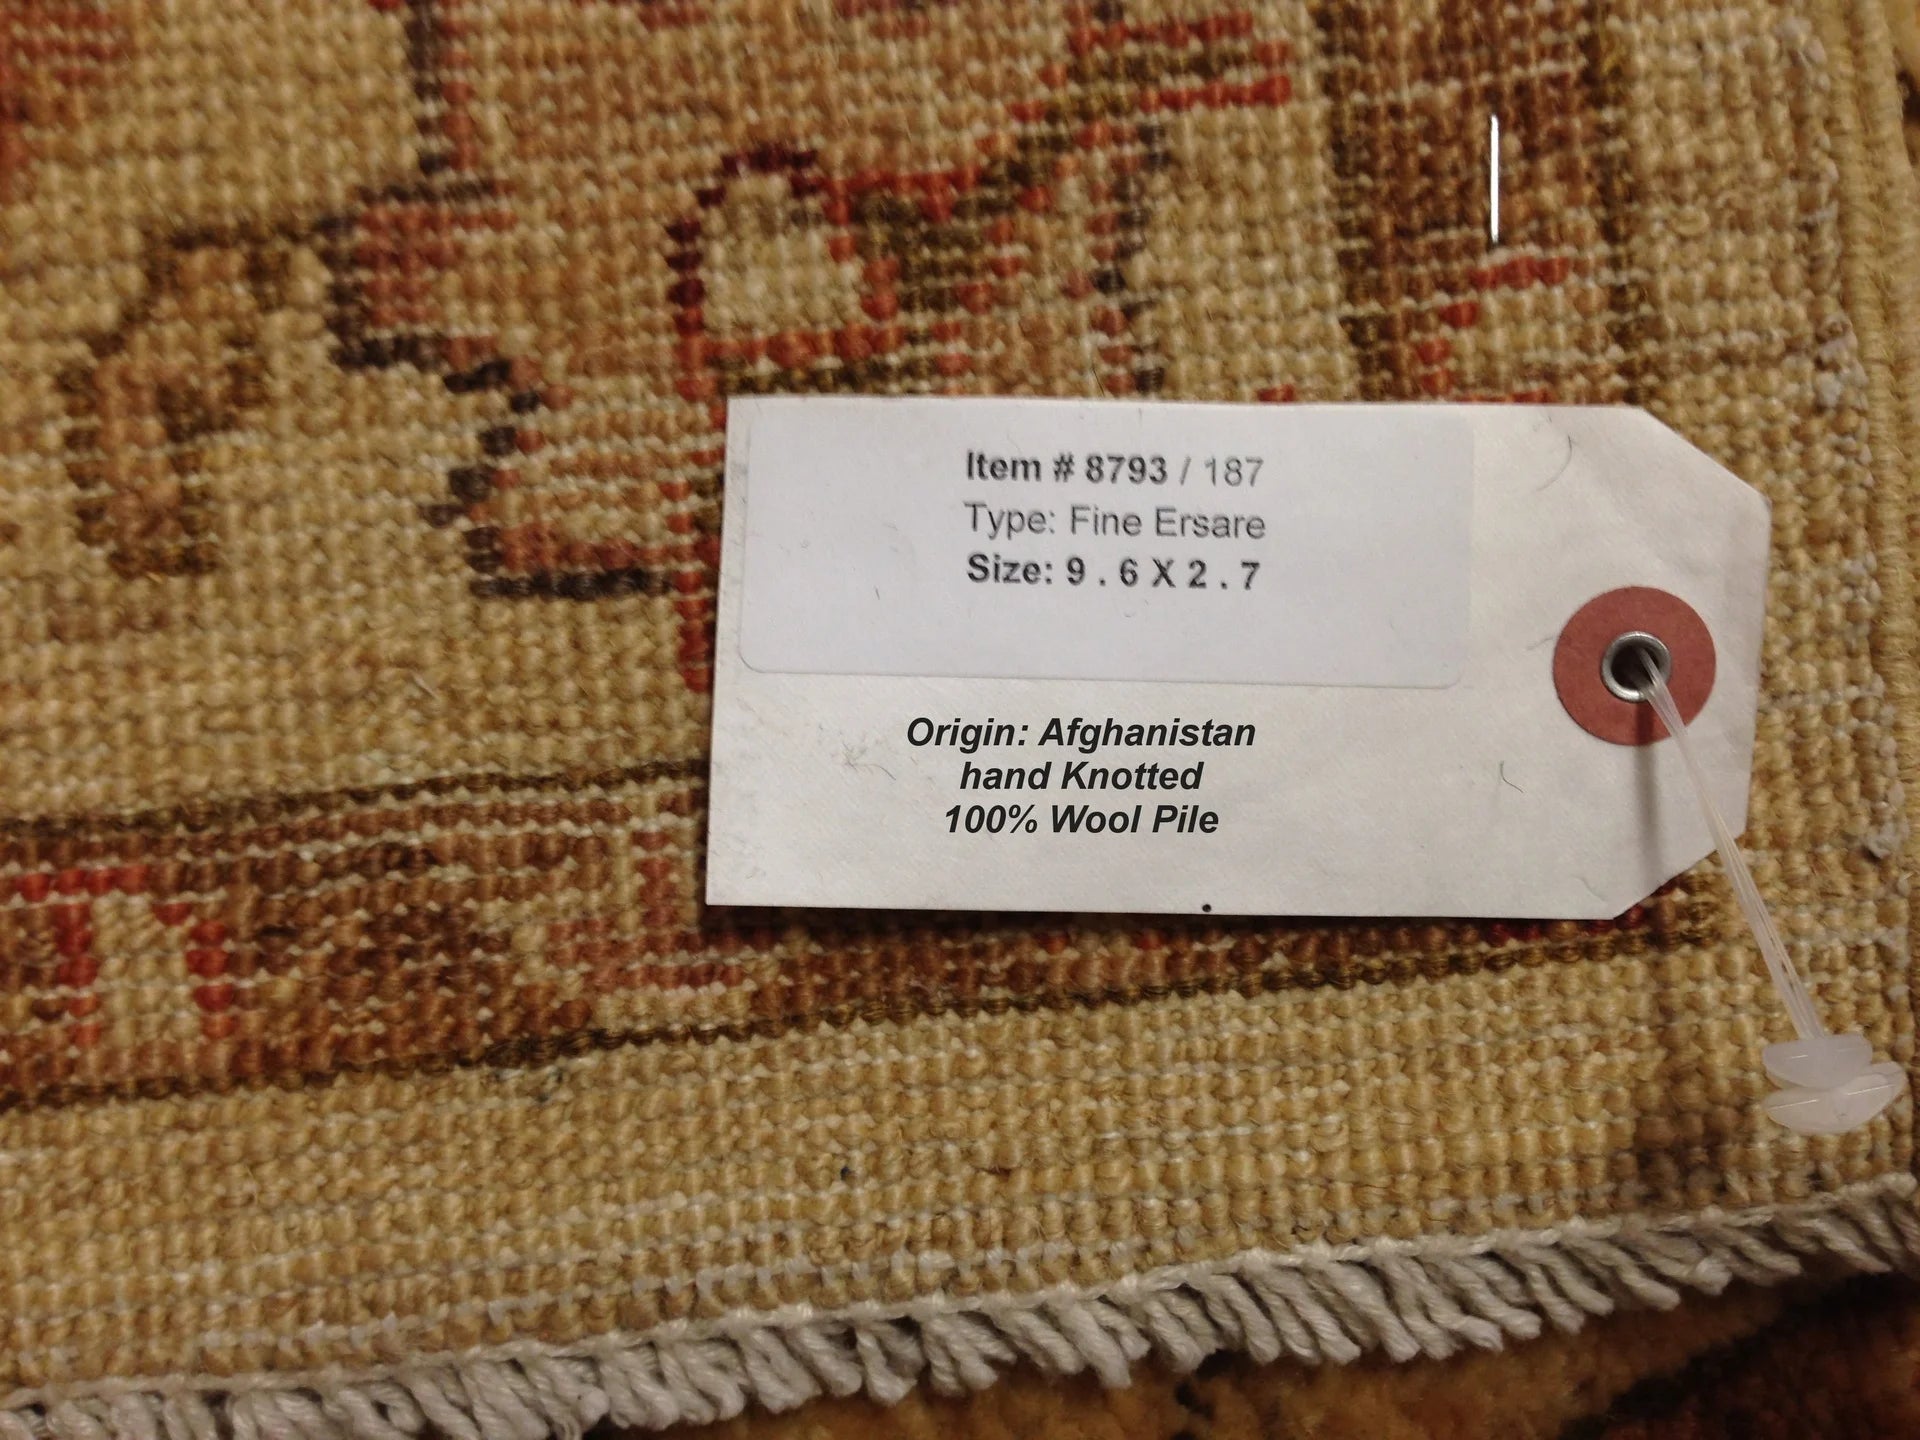 Item # 8793 / 187
Type: Fine Ersare
Size: 9 . 6 X 2 . 7
Origin: Afghanistan
hand Knotted
100% Wool Pile